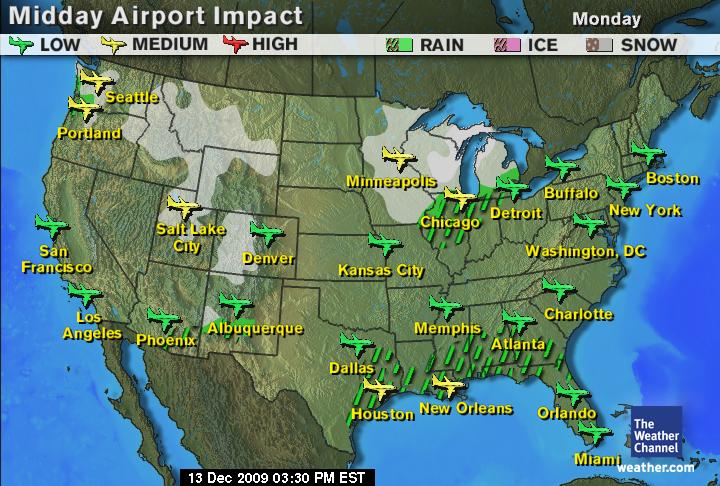 Midday Airport Impact
Monday
LOW MEDIUM HIGH RAIN ICE SNOW
Seattle
Portland
Minneapolis
Boston
Buffalo
Chicago
Detroit
New York
Salt Lake
City
San
Francisco
Denver
Kansas City
Washington, DC
Los
Angeles
Phoenix
Albuquerque
Memphis
Charlotte
Atlanta
Dallas
Houston
New Orleans
Orlando
Miami
The
Weather
Channel
weather.com
13 Dec 2009 03:30 PM EST